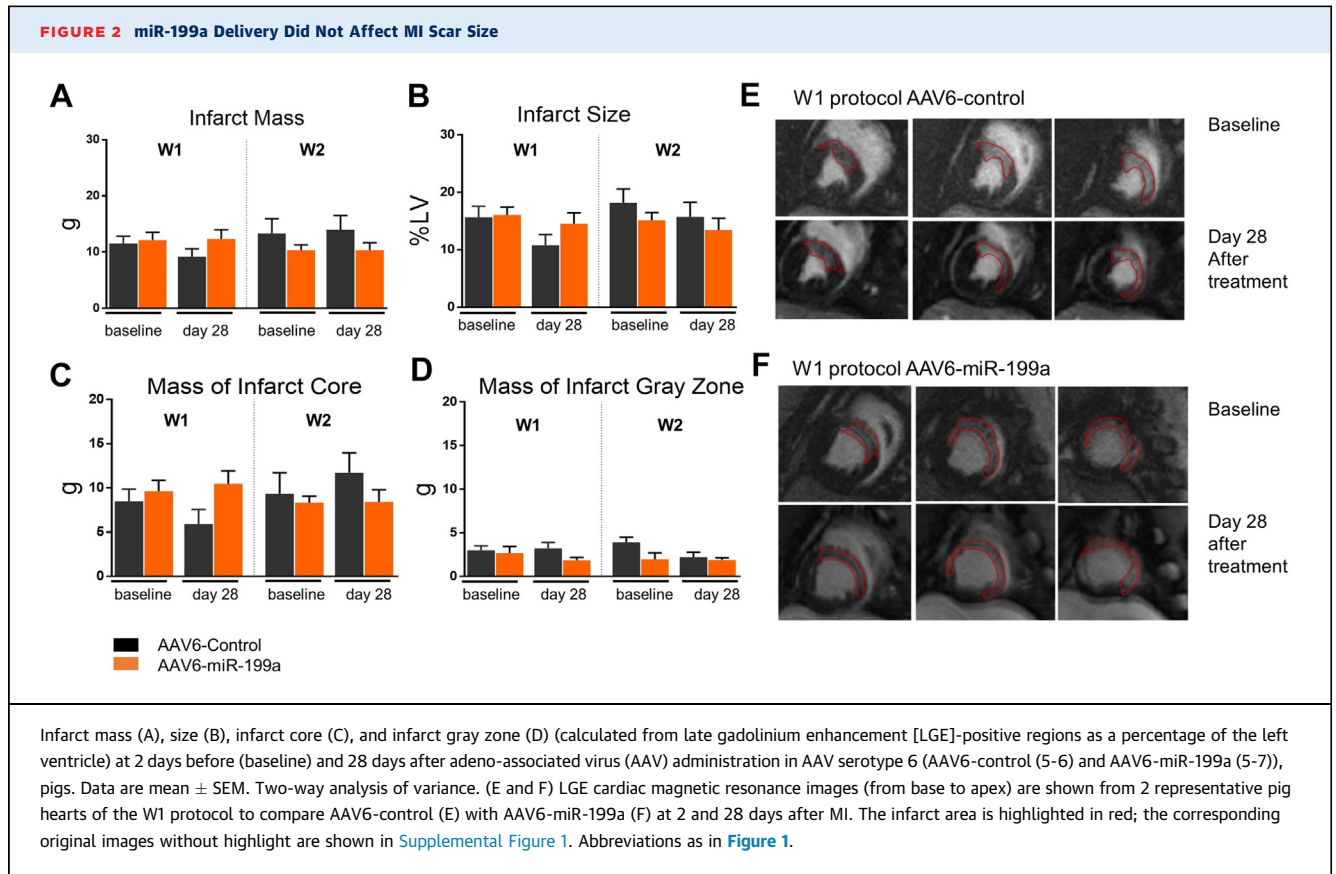 FIGURE 2 miR-199a Delivery Did Not Affect MI Scar Size
A
Infarct Mass
W1
W2
g
30
20
10
0
baseline
day 28
baseline
day 28
B
Infarct Size
W1
W2
%LV
30
20
10
0
baseline
day 28
baseline
day 28
C
Mass of Infarct Core
W1
W2
g
20
15
10
5
0
baseline
day 28
baseline
day 28
D
Mass of Infarct Gray Zone
W1
W2
g
20
15
10
5
0
baseline
day 28
baseline
day 28
AAV6-Control
AAV6-miR-199a
E
W1 protocol AAV6-control
Baseline
Day 28
After
treatment
F
W1 protocol AAV6-miR-199a
Baseline
Day 28
after
treatment
Infarct mass (A), size (B), infarct core (C), and infarct gray zone (D) (calculated from late gadolinium enhancement [LGE]-positive regions as a percentage of the left
ventricle) at 2 days before (baseline) and 28 days after adeno-associated virus (AAV) administration in AAV serotype 6 (AAV6-control (5-6) and AAV6-miR-199a (5-7)),
pigs. Data are mean ± SEM. Two-way analysis of variance. (E and F) LGE cardiac magnetic resonance images (from base to apex) are shown from 2 representative pig
hearts of the W1 protocol to compare AAV6-control (E) with AAV6-miR-199a (F) at 2 and 28 days after MI. The infarct area is highlighted in red; the corresponding
original images without highlight are shown in Supplemental Figure 1. Abbreviations as in Figure 1.